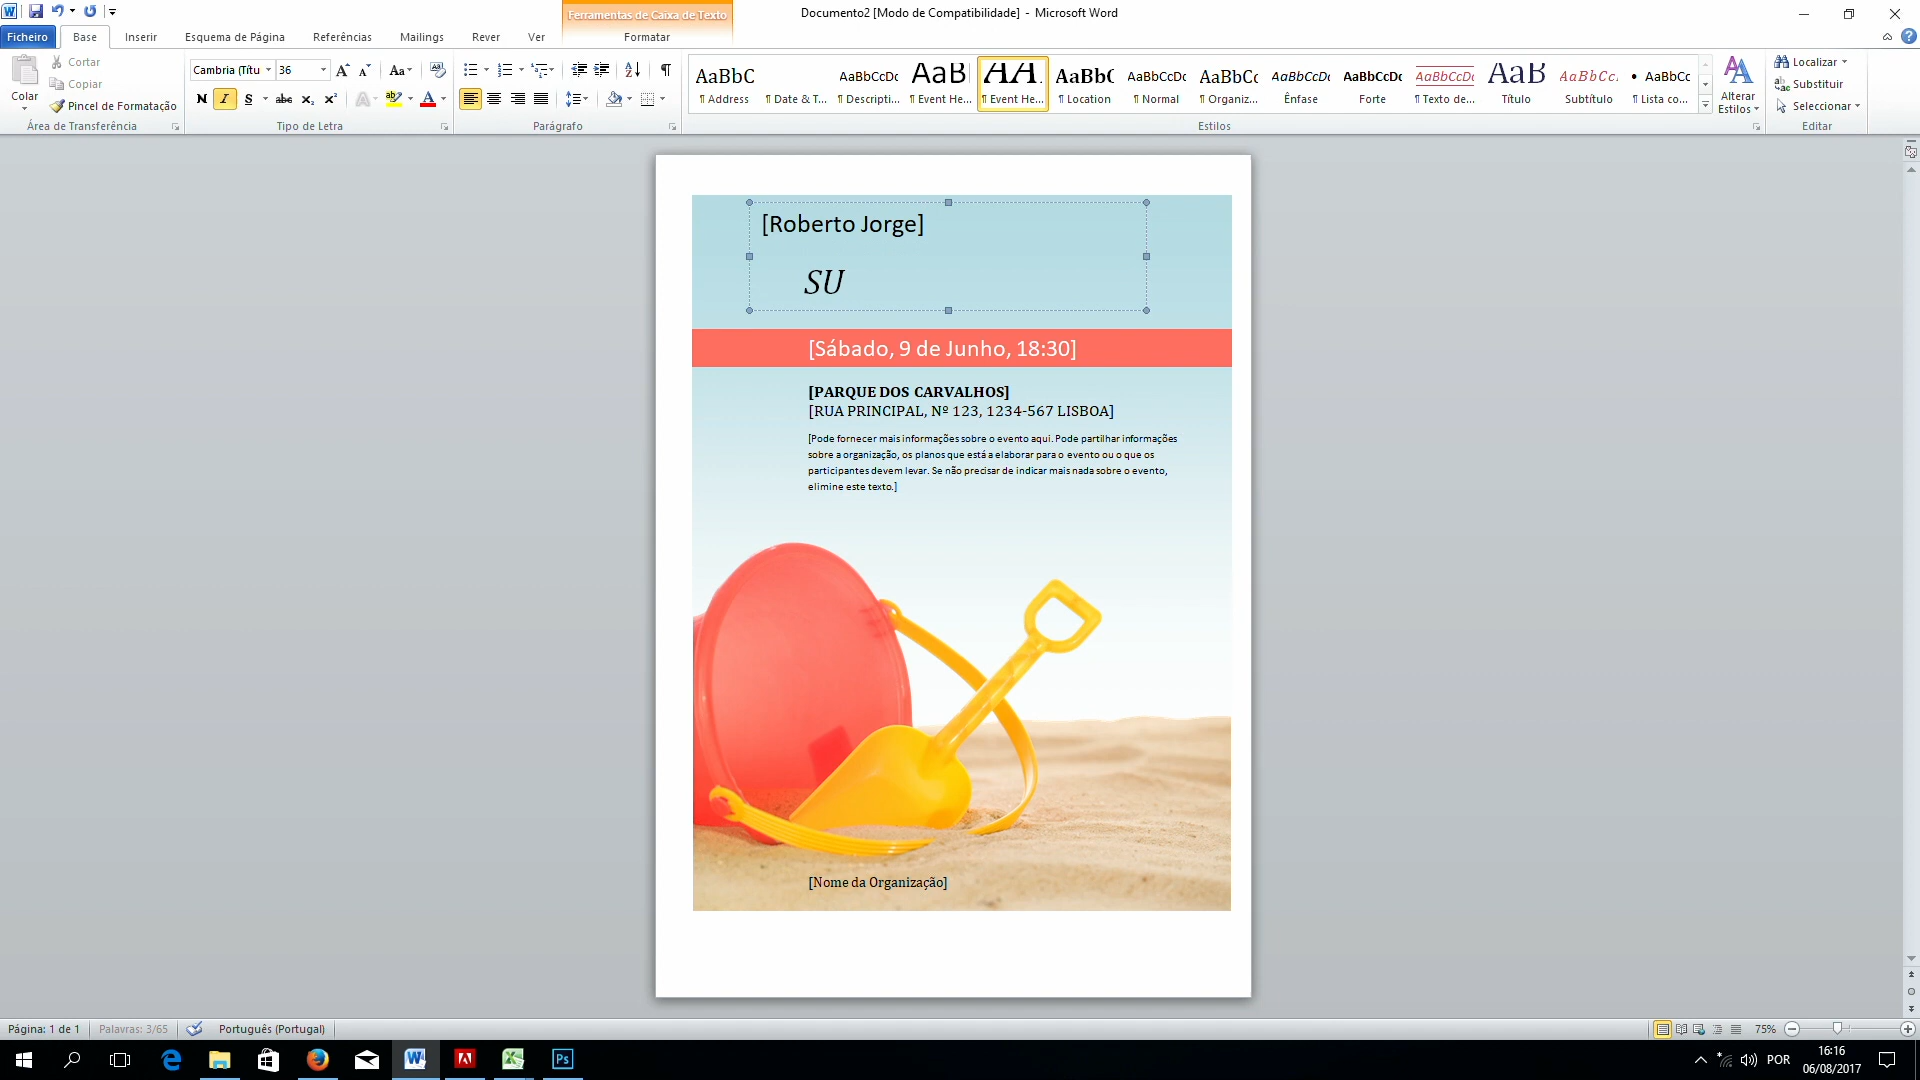 Ferramentas de Caixa de Texto
Documento2 [Modo de Compatibilidade] - Microsoft Word
Ficheiro Base Inserir Esquema de Página Referências Mailings Rever Ver Formatar
Colar
Cortar
Copiar
Pincel de Formatação
Área de Transferência
Cambria (Títu 36
Tipo de Letra
Parágrafo
AaBbC AaBbCcDc AaB AA. AaBbC AaBbCcDc AaBbCc AaBbCcDc AaBbCcDc AaBbCcDc AaB AaBbCc. AaBbCc
¶ Address ¶ Date & T... ¶ Descripti... ¶ Event He... ¶ Event He... ¶ Location ¶ Normal ¶ Organiz... Ênfase Forte ¶ Texto de... Título Subtítulo ¶ Lista co...
Estilos
Alterar
Estilos
Localizar
Substituir
Seleccionar
Editar
[Roberto Jorge]
SU
[Sábado, 9 de Junho, 18:30]
[PARQUE DOS CARVALHOS]
[RUA PRINCIPAL, Nº 123, 1234-567 LISBOA]
[Pode fornecer mais informações sobre o evento aqui. Pode partilhar informações
sobre a organização, os planos que está a elaborar para o evento ou o que os
participantes devem levar. Se não precisar de indicar mais nada sobre o evento,
elimine este texto.]
[Nome da Organização]
Página: 1 de 1 Palavras: 3/65 Português (Portugal) 75%
POR
16:16
06/08/2017